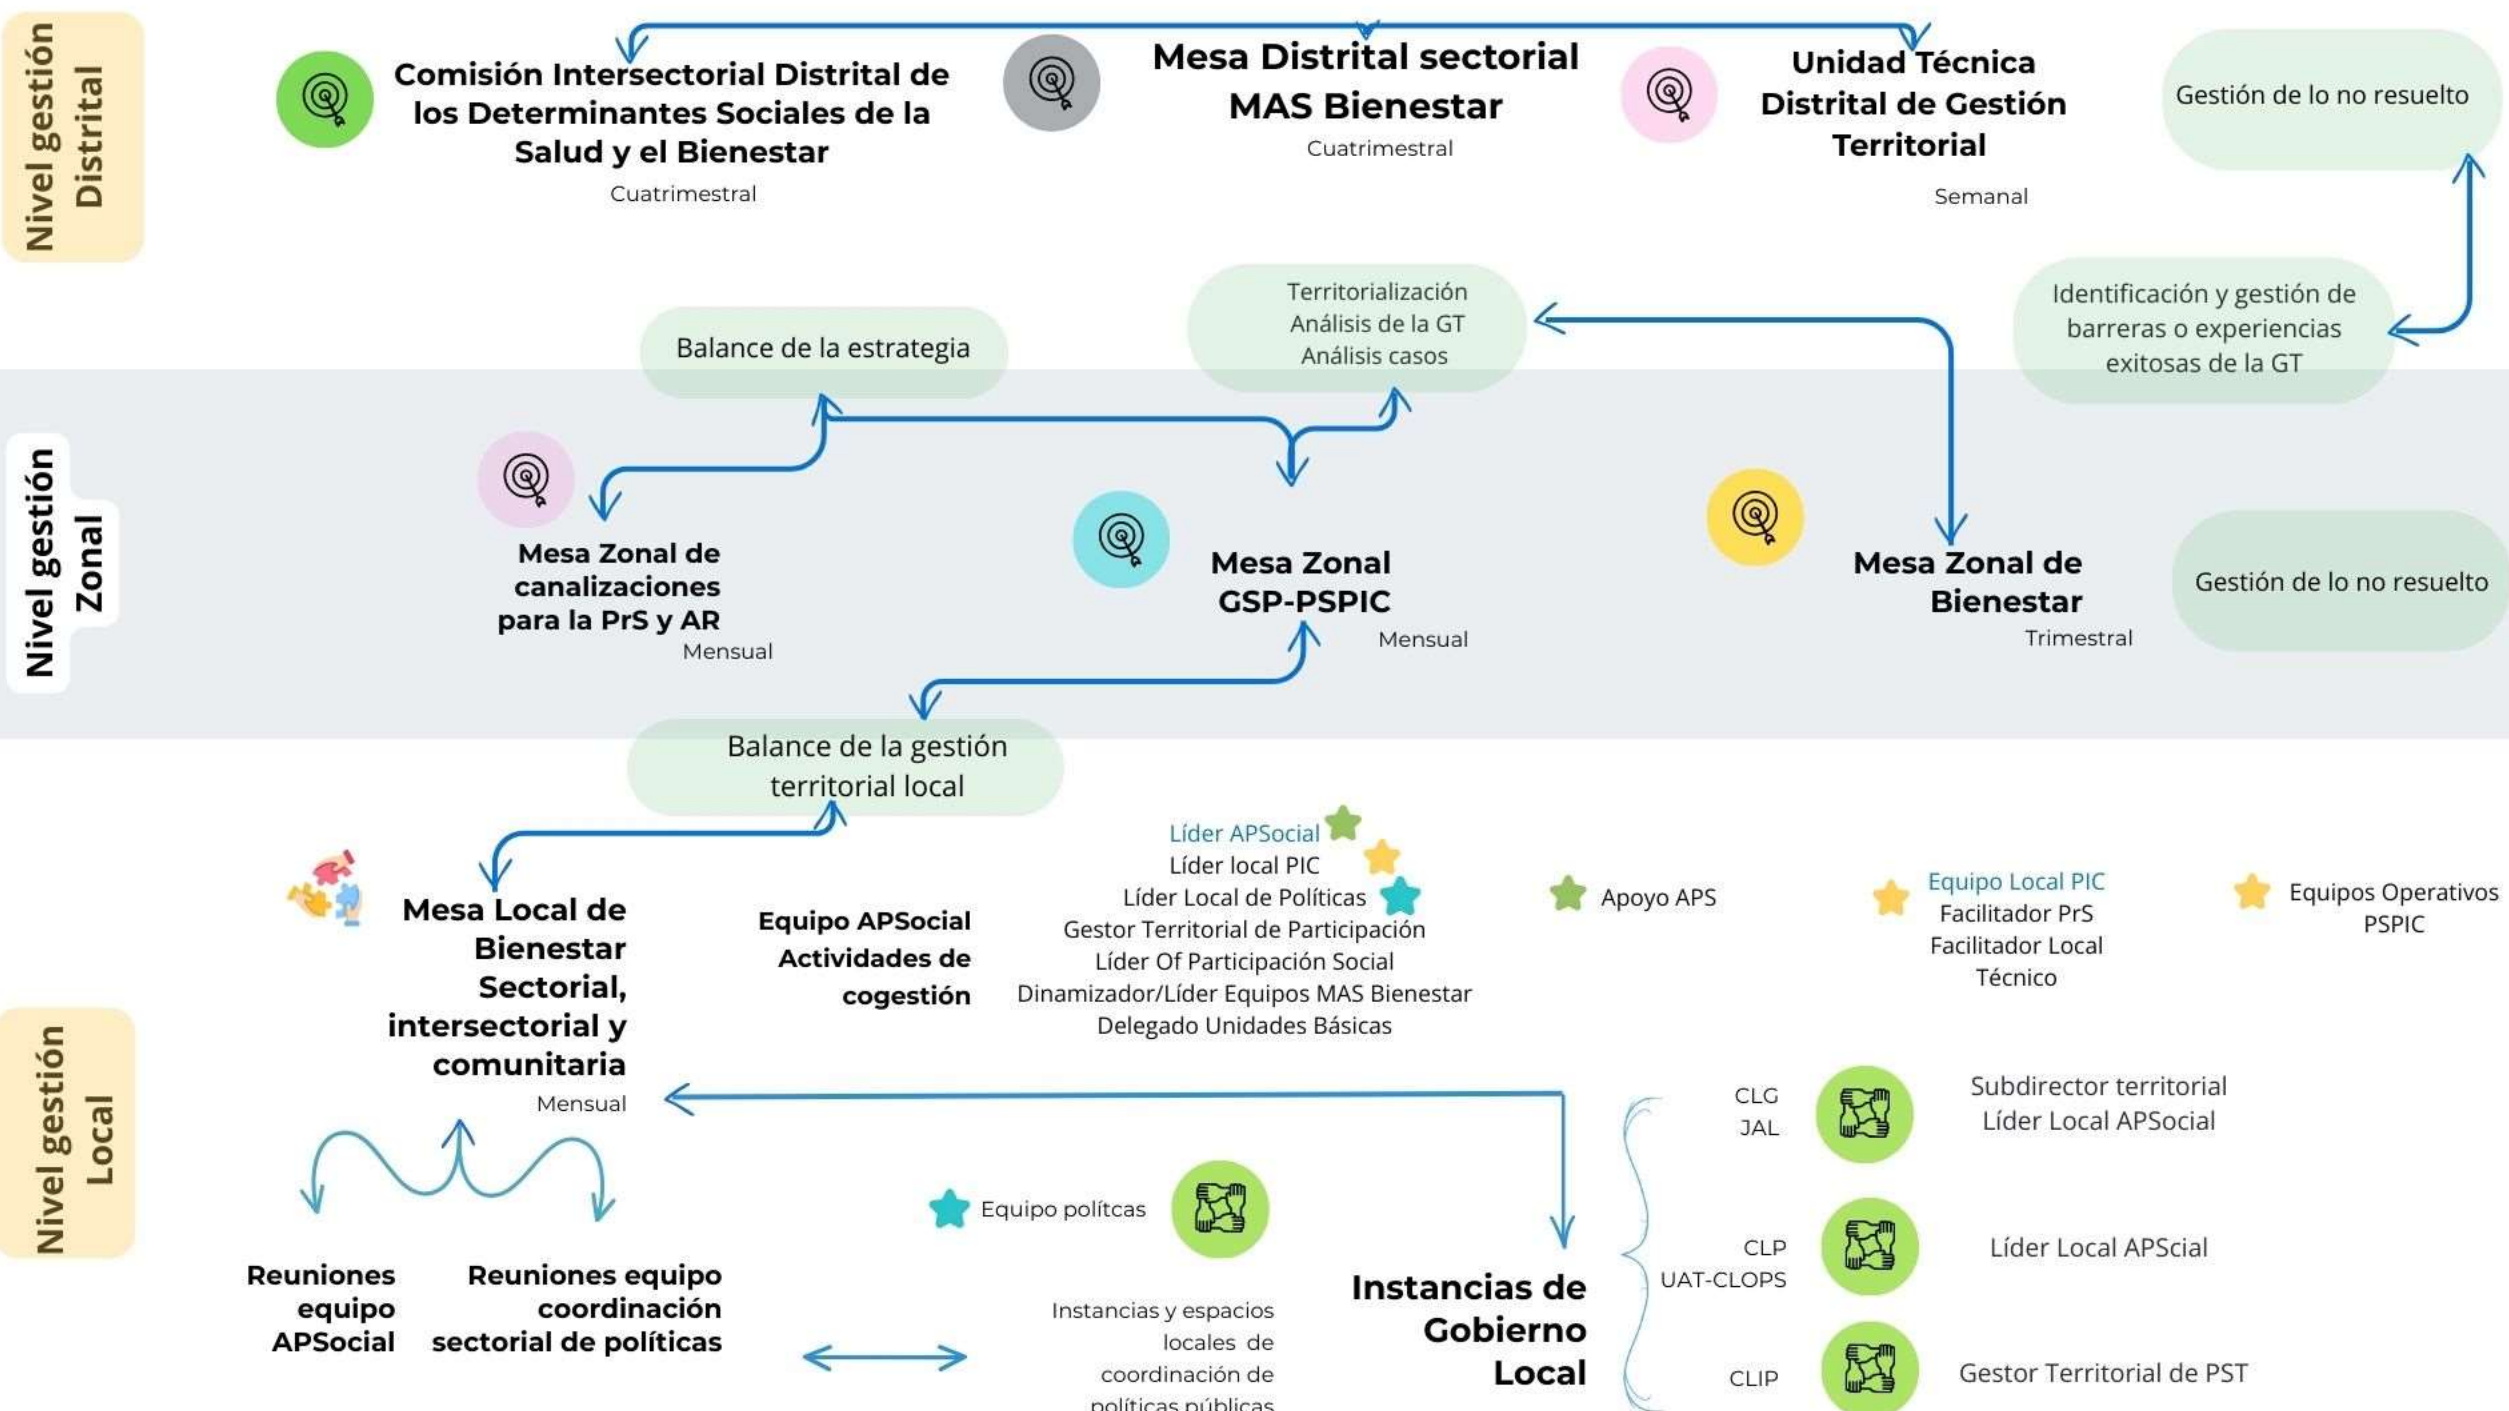 Nivel gestión
Distrital
Comisión Intersectorial Distrital de
los Determinantes Sociales de la
Salud y el Bienestar
Cuatrimestral
Mesa Distrital sectorial
MAS Bienestar
Cuatrimestral
Unidad Técnica
Distrital de Gestión
Territorial
Semanal
Gestión de lo no resuelto
Balance de la estrategia
Territorialización
Análisis de la GT
Análisis casos
Identificación y gestión de
barreras o experiencias
exitosas de la GT
Nivel gestión
Zonal
Mesa Zonal de
canalizaciones
para la PrS y AR
Mensual
Mesa Zonal
GSP-PSPIC
Mensual
Mesa Zonal de
Bienestar
Trimestral
Gestión de lo no resuelto
Balance de la gestión
territorial local
Nivel gestión
Local
Mesa Local de
Bienestar
Sectorial,
intersectorial y
comunitaria
Mensual
Equipo APSocial
Actividades de
cogestión
Líder APSocial
Líder local PIC
Líder Local de Políticas
Gestor Territorial de Participación
Líder Of Participación Social
Dinamizador/Líder Equipos MAS Bienestar
Delegado Unidades Básicas
Apoyo APS
Equipo Local PIC
Facilitador PrS
Facilitador Local
Técnico
Equipos Operativos
PSPIC
Reuniones
equipo
APSocial
Reuniones equipo
coordinación
sectorial de políticas
Equipo polítcas
Instancias y espacios
locales de
coordinación de
políticas públicas
Instancias de
Gobierno
Local
CLG
JAL
Subdirector territorial
Líder Local APSocial
CLP
UAT-CLOPS
Líder Local APScial
CLIP
Gestor Territorial de PST